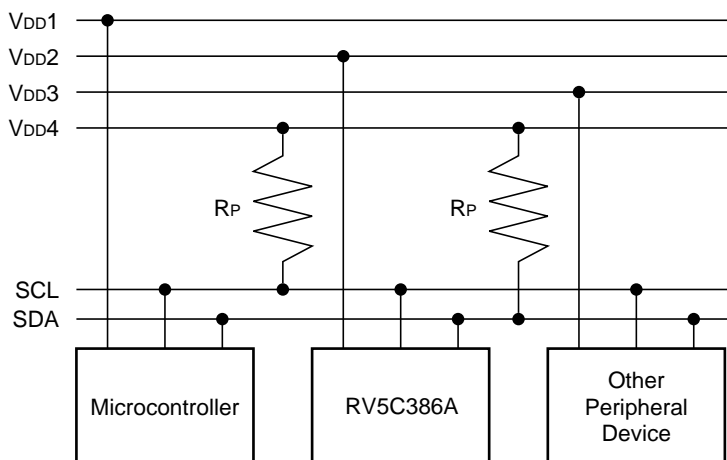 VDD1
VDD2
VDD3
VDD4
RP
RP
SCL
SDA
Microcontroller
RV5C386A
Other
Peripheral
Device